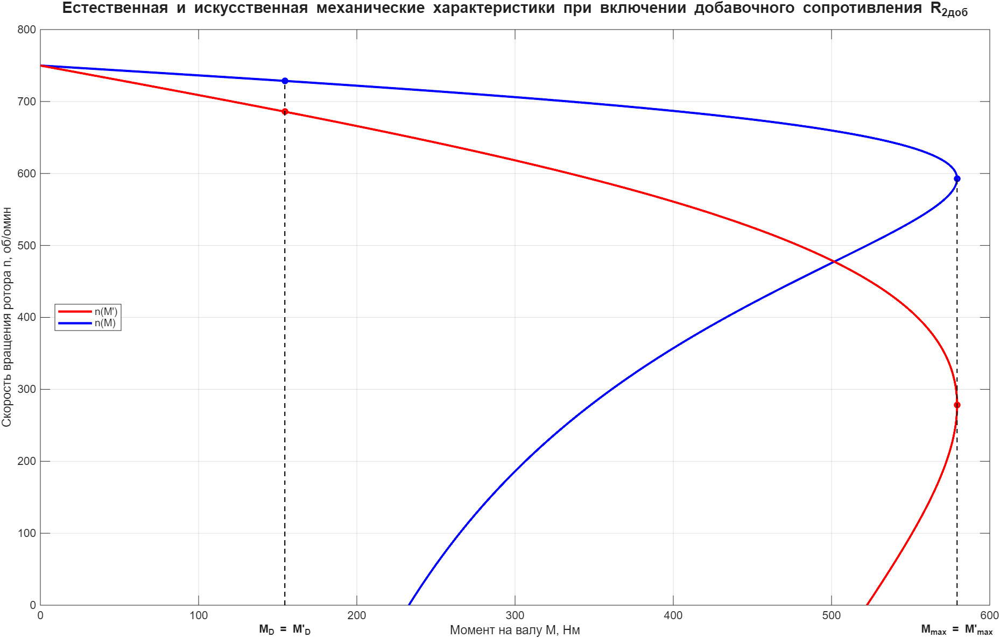 Естественная и искусственная механические характеристики при включении добавочного сопротивления R2доб
800
700
600
500
400
300
200
100
0
Скорость вращения ротора n, об/омин
n(M')
n(M)
0 100 200 300 400 500 600
MD = M'D
Момент на валу M, Нм
Mmax = M'max